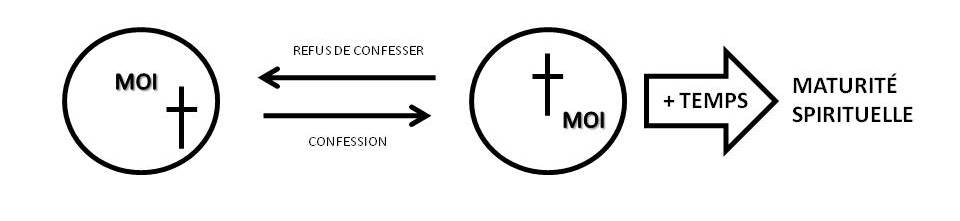 MOI
REFUS DE CONFESSER
CONFESSION
MOI
+ TEMPS
MATURITÉ
SPIRITUELLE